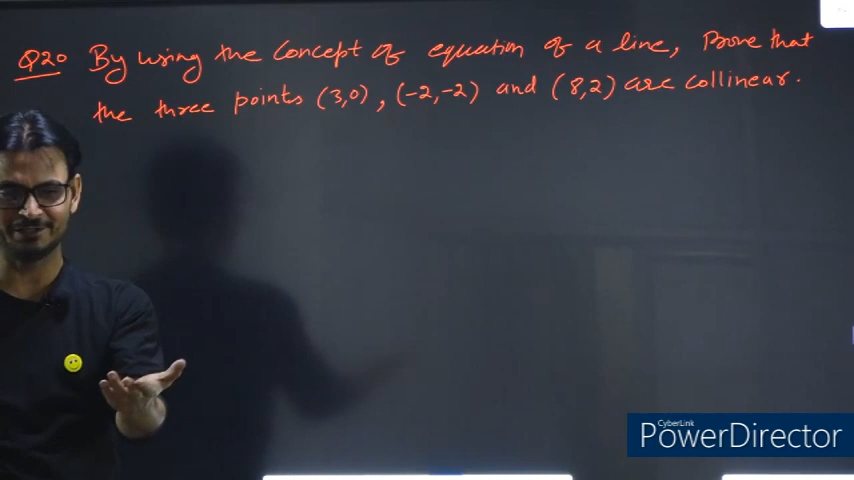 Q20 By using the concept of equation of a line, Prove that
the three points (3,0), (-2,-2) and (8,2) are collinear.
CyberLink
PowerDirector